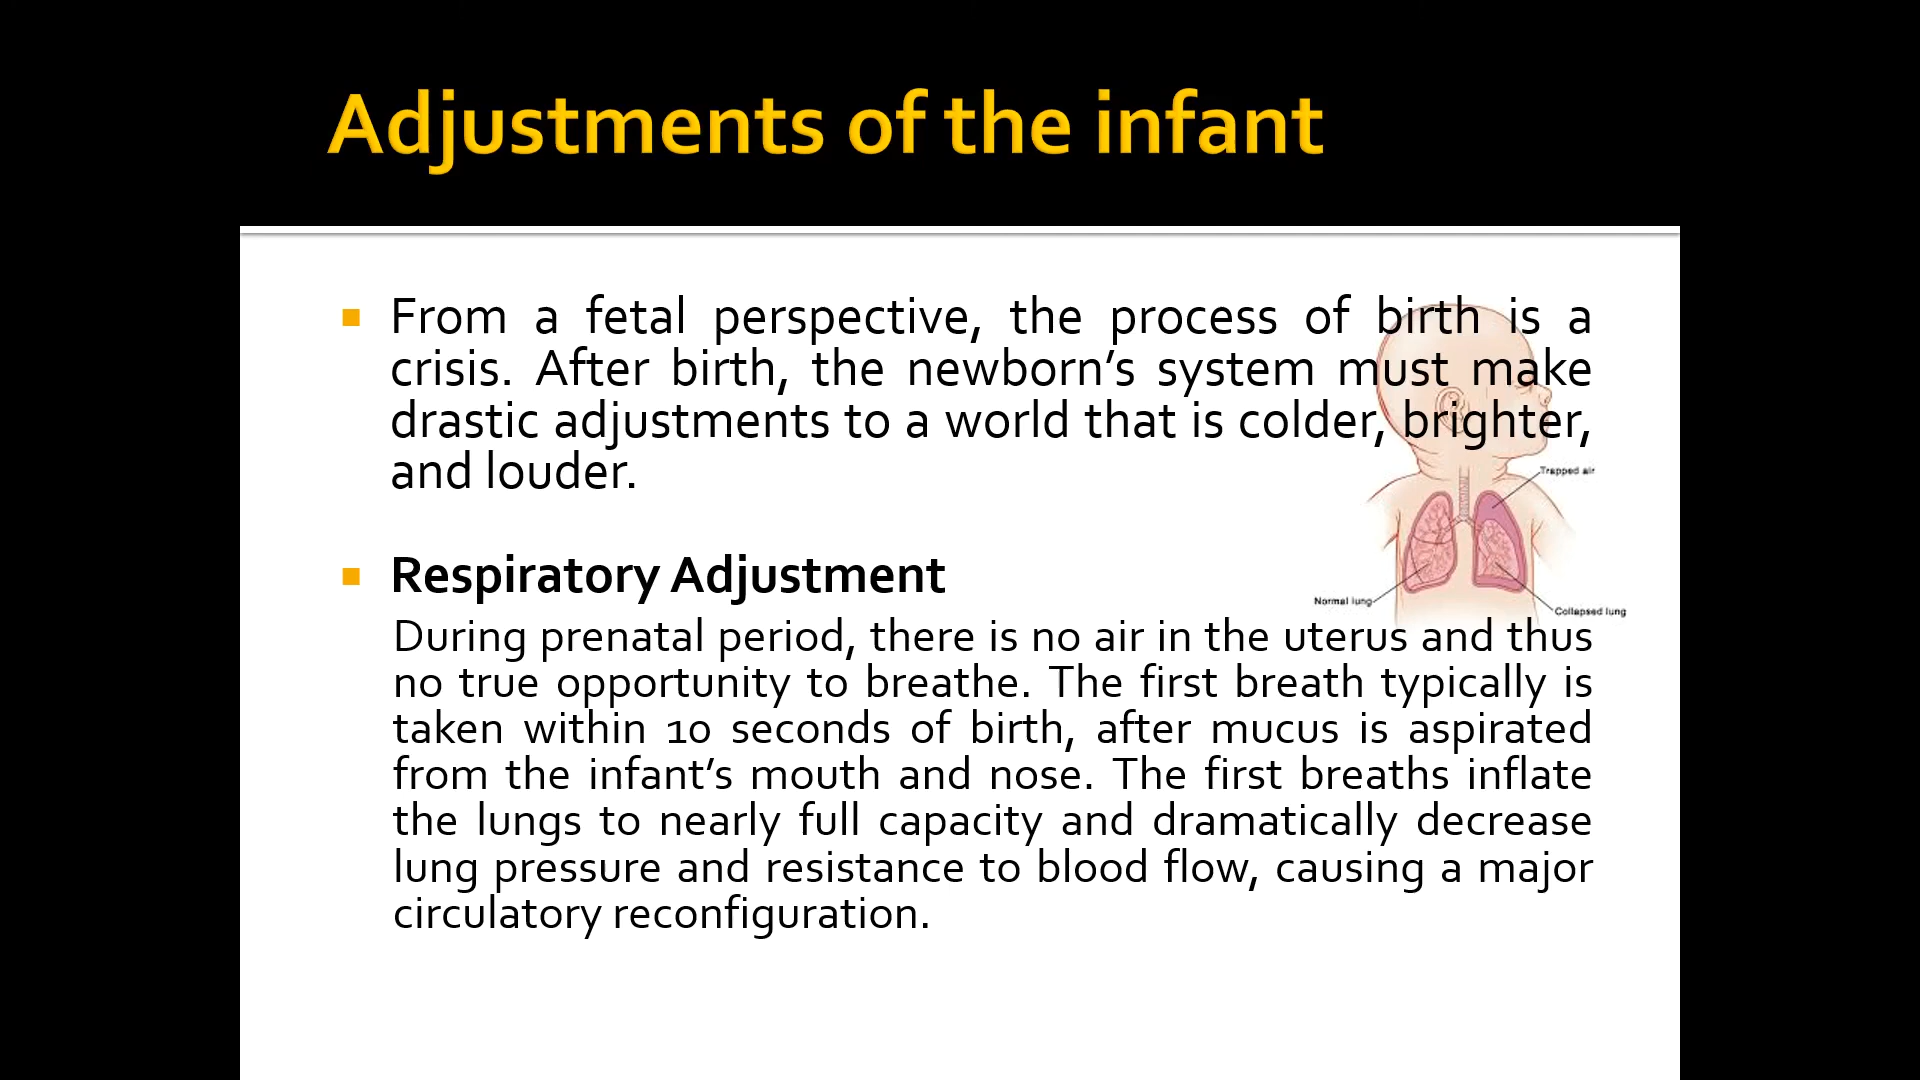 Adjustments of the infant
From a fetal perspective, the process of birth is a
crisis. After birth, the newborn's system must make
drastic adjustments to a world that is colder, brighter,
and louder.
Trapped air
Respiratory Adjustment
Normal lung
Collapsed lung
During prenatal period, there is no air in the uterus and thus
no true opportunity to breathe. The first breath typically is
taken within 10 seconds of birth, after mucus is aspirated
from the infant's mouth and nose. The first breaths inflate
the lungs to nearly full capacity and dramatically decrease
lung pressure and resistance to blood flow, causing a major
circulatory reconfiguration.